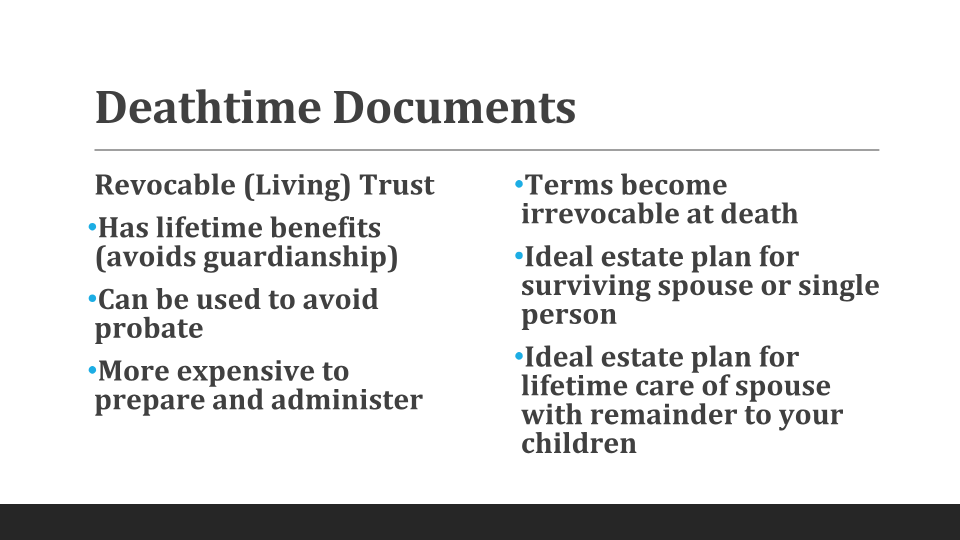 Deathtime Documents
Revocable (Living) Trust
•Has lifetime benefits
(avoids guardianship)
•Can be used to avoid
probate
•More expensive to
prepare and administer
•Terms become
irrevocable at death
•Ideal estate plan for
surviving spouse or single
person
•Ideal estate plan for
lifetime care of spouse
with remainder to your
children